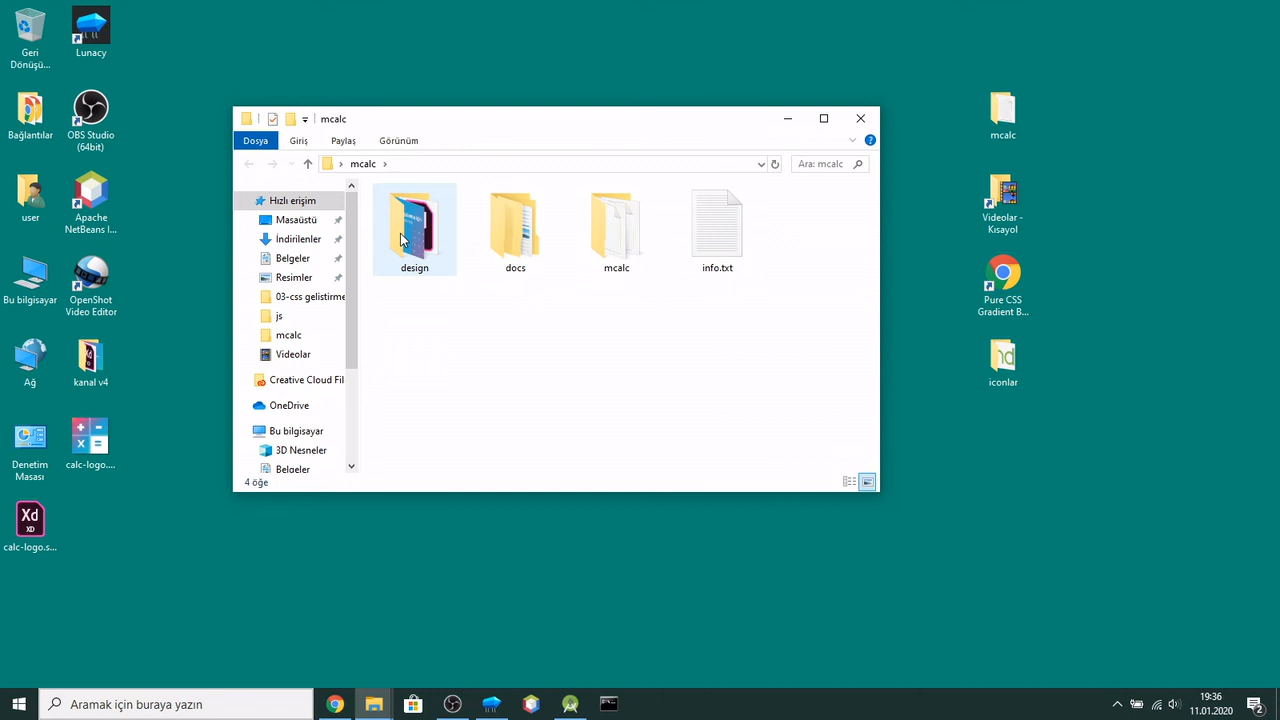 Geri
Dönüşü...
Lunacy
Bağlantılar
OBS Studio
(64bit)
user
Apache
NetBeans I...
Bu bilgisayar
OpenShot
Video Editor
Ağ
kanal v4
Denetim
Masası
calc-logo....
Xd
XD
calc-logo.s...
mcalc
Dosya
Giriş
Paylaş
Görünüm
mcalc
Ara: mcalc
Hızlı erişim
Masaüstü
İndirilenler
Belgeler
Resimler
03-css gelistirme
js
mcalc
Videolar
Creative Cloud Fil
OneDrive
Bu bilgisayar
3D Nesneler
Belgeler
design
docs
mcalc
info.txt
4 öğe
mcalc
Videolar -
Kısayol
Pure CSS
Gradient B...
iconlar
Aramak için buraya yazın
19:36
11.01.2020
2